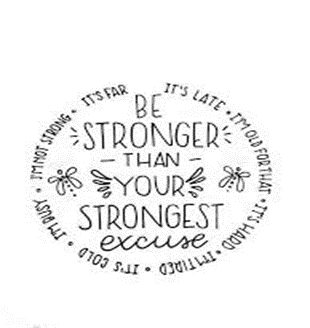 BE
STRONGER
THAN
YOUR
STRONGEST
excuse
IT'S FAR
IT'S LATE • I'M OLD FOR THAT • IT'S HARD • I'M TIRED • IT'S COLD • I'M BUSY • I'M NOT STRONG •